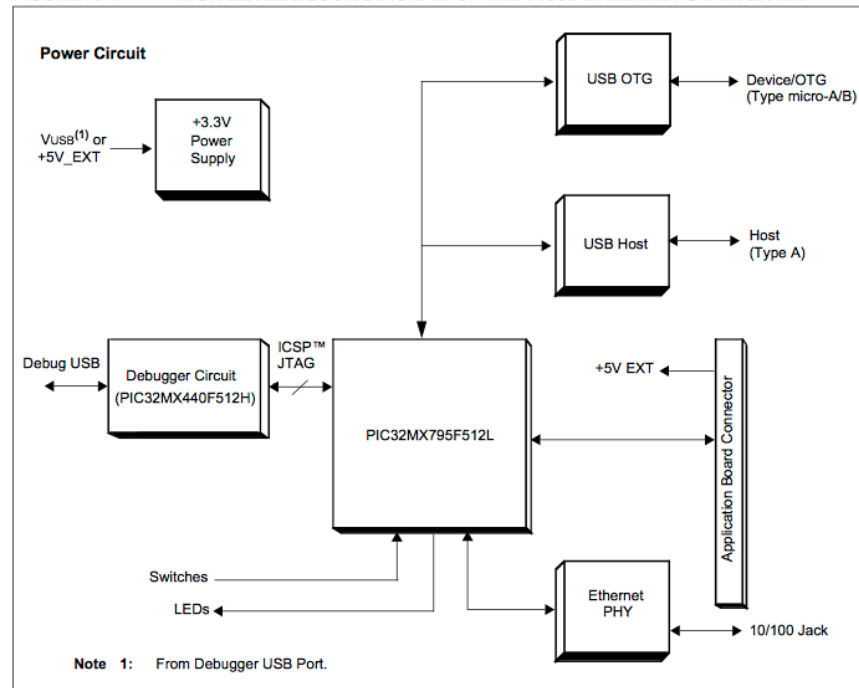 Power Circuit
+3.3V
Power
Supply
VUSB(1) or
+5V_EXT
USB OTG
Device/OTG
(Type micro-A/B)
USB Host
Host
(Type A)
Debug USB
Debugger Circuit
(PIC32MX440F512H)
ICSP™
JTAG
PIC32MX795F512L
+5V EXT
Application Board Connector
Switches
LEDs
Ethernet
PHY
10/100 Jack
Note 1: From Debugger USB Port.